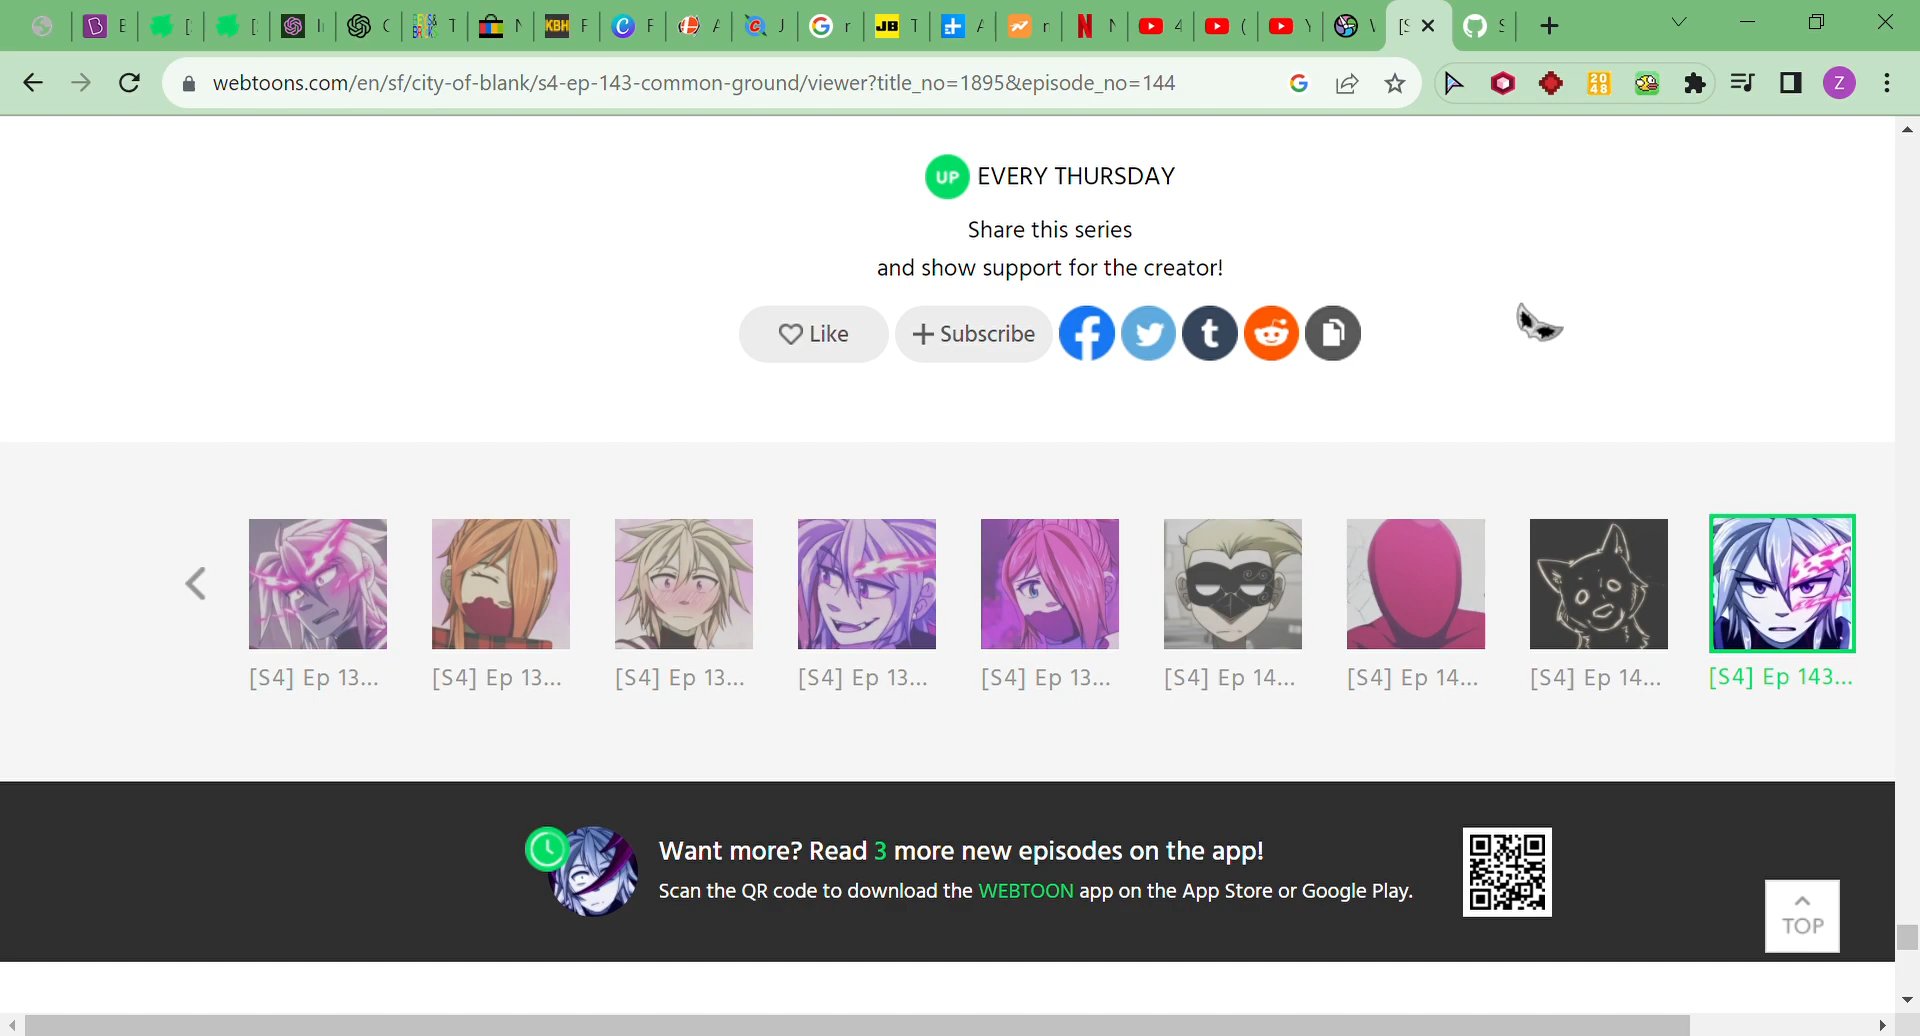 KBH
JB
webtoons.com/en/sf/city-of-blank/s4-ep-143-common-ground/viewer?title_no=1895&episode_no=144
20
48
Z
UP EVERY THURSDAY
Share this series
and show support for the creator!
Like
Subscribe
[S4] Ep 13...
[S4] Ep 13...
[S4] Ep 13...
[S4] Ep 13...
[S4] Ep 13...
[S4] Ep 14...
[S4] Ep 14...
[S4] Ep 14...
[S4] Ep 143...
Want more? Read 3 more new episodes on the app!
Scan the QR code to download the WEBTOON app on the App Store or Google Play.
TOP